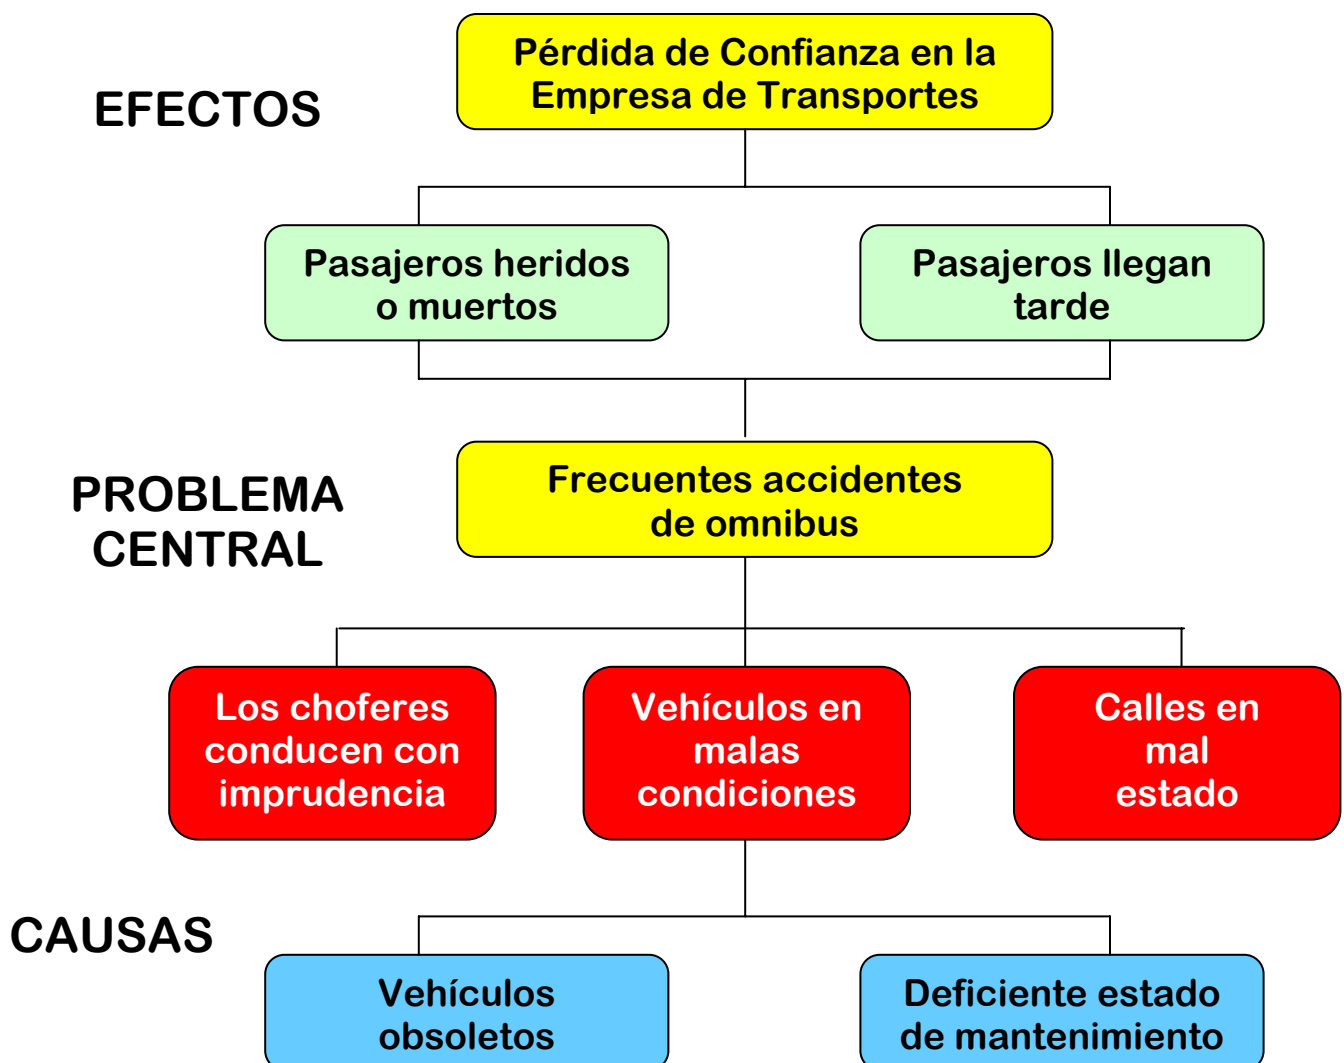 Pérdida de Confianza en la
Empresa de Transportes
EFECTOS
Pasajeros heridos
o muertos
Pasajeros llegan
tarde
Frecuentes accidentes
de omnibus
PROBLEMA
CENTRAL
Los choferes
conducen con
imprudencia
Vehículos en
malas
condiciones
Calles en
mal
estado
CAUSAS
Vehículos
obsoletos
Deficiente estado
de mantenimiento